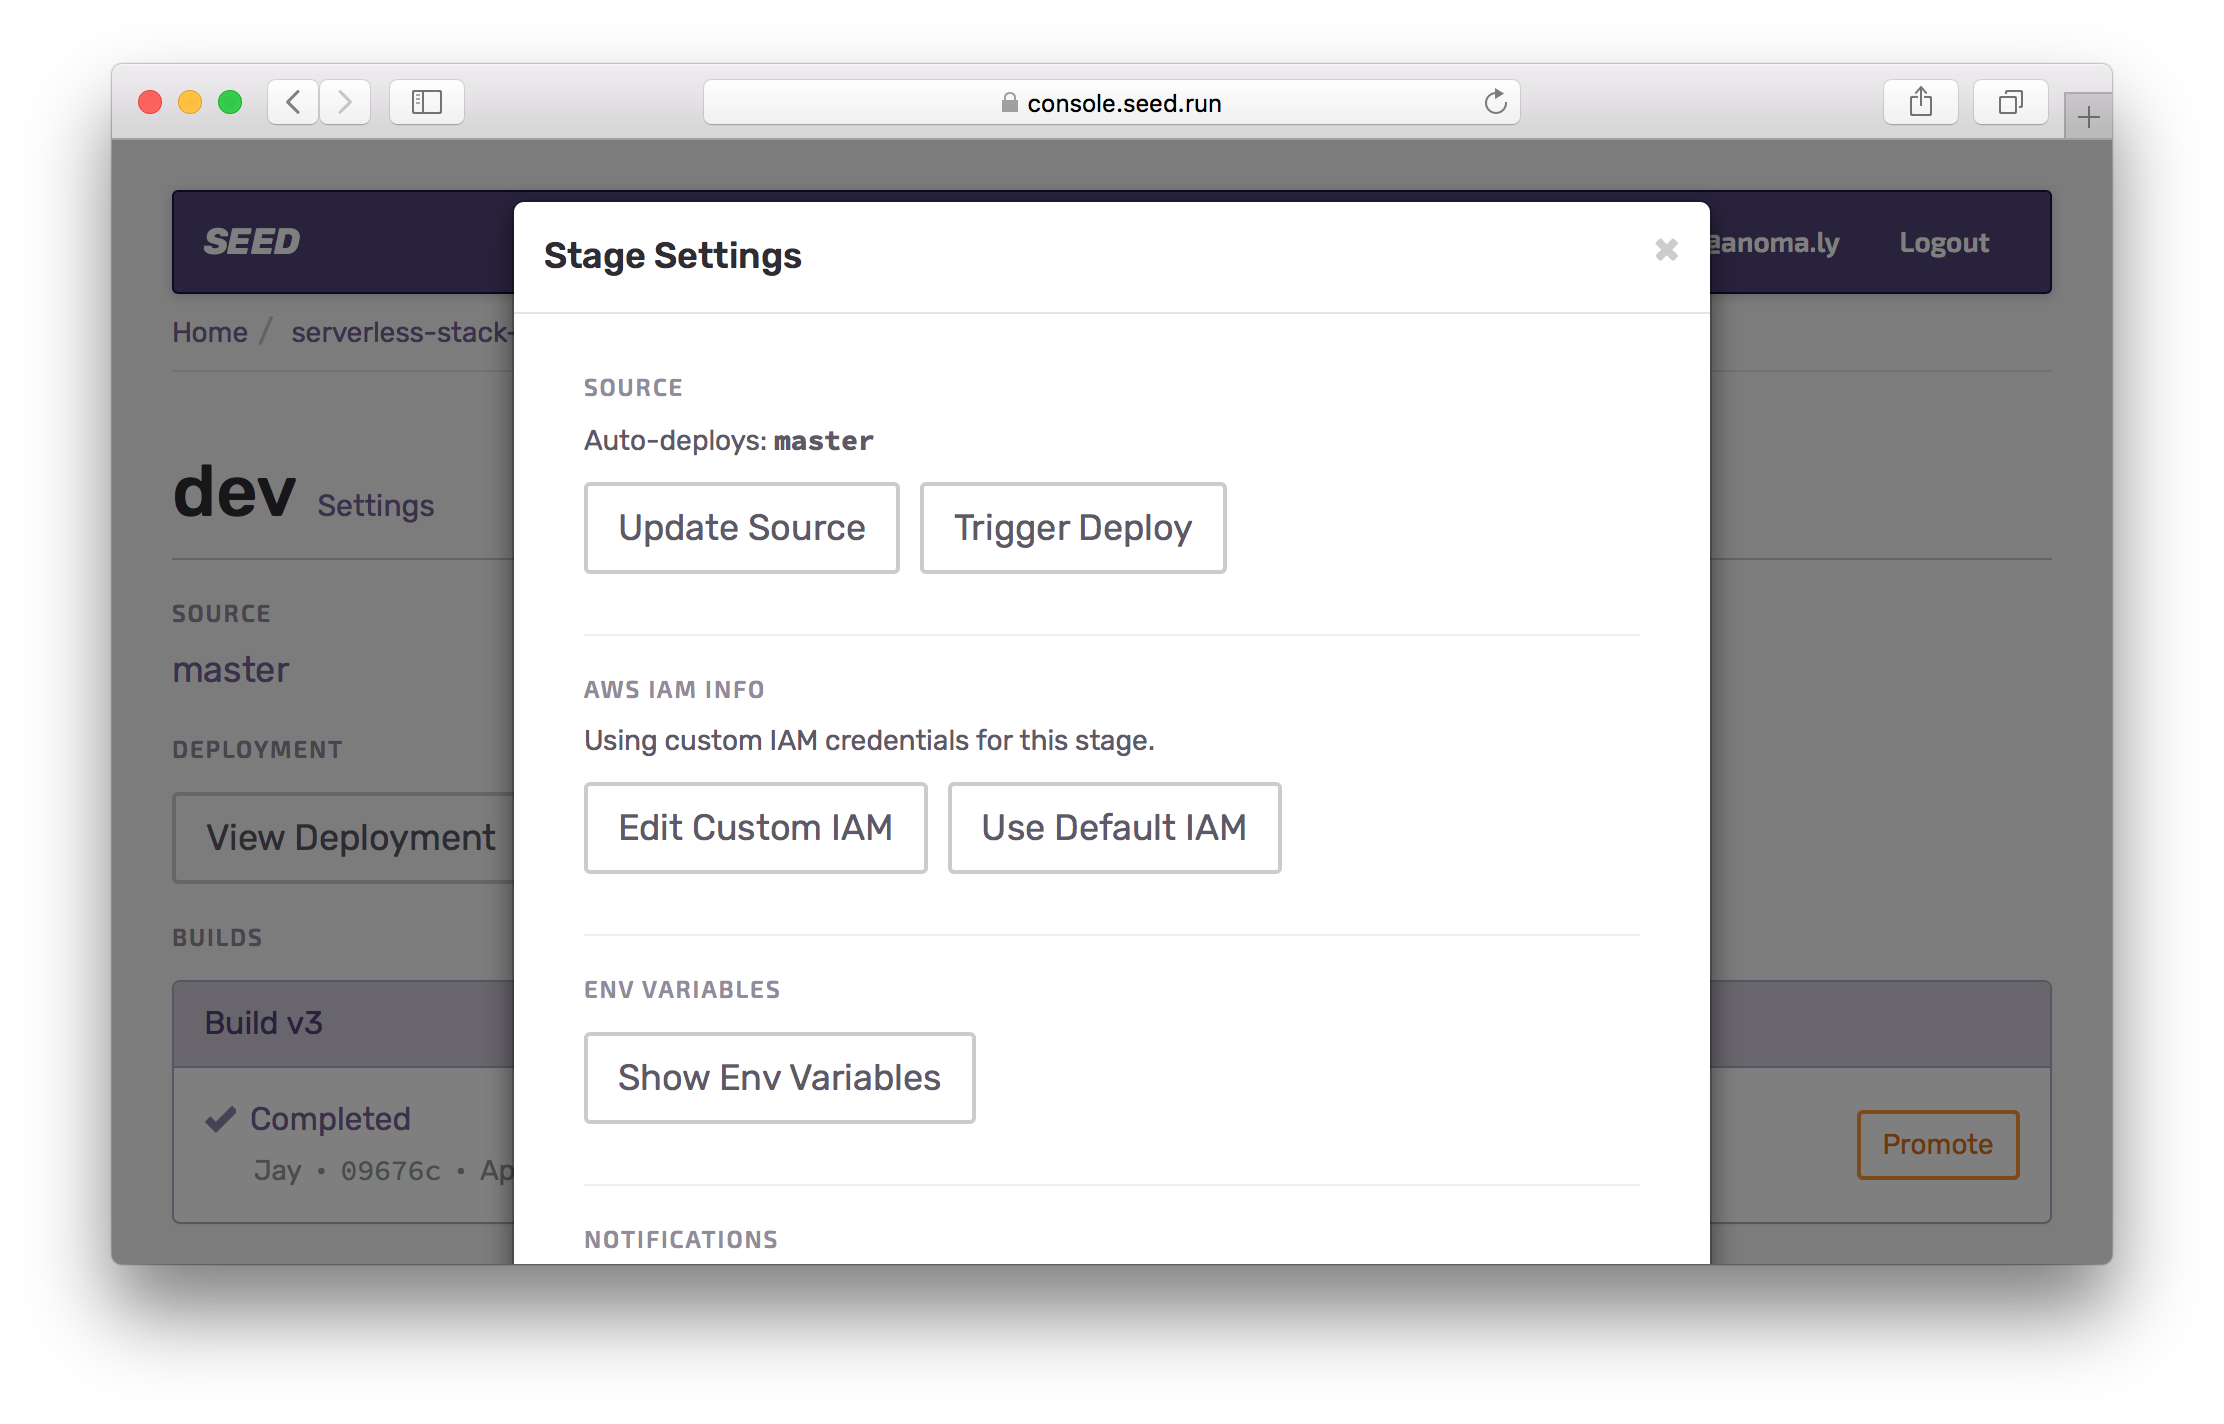 console.seed.run
SEED
@anoma.ly
Logout
Home / serverless-stack-
dev Settings
SOURCE
master
DEPLOYMENT
View Deployment
BUILDS
Build v3
Completed
Jay • 09676c •
Promote
Stage Settings
SOURCE
Auto-deploys: master
Update Source
Trigger Deploy
AWS IAM INFO
Using custom IAM credentials for this stage.
Edit Custom IAM
Use Default IAM
ENV VARIABLES
Show Env Variables
NOTIFICATIONS